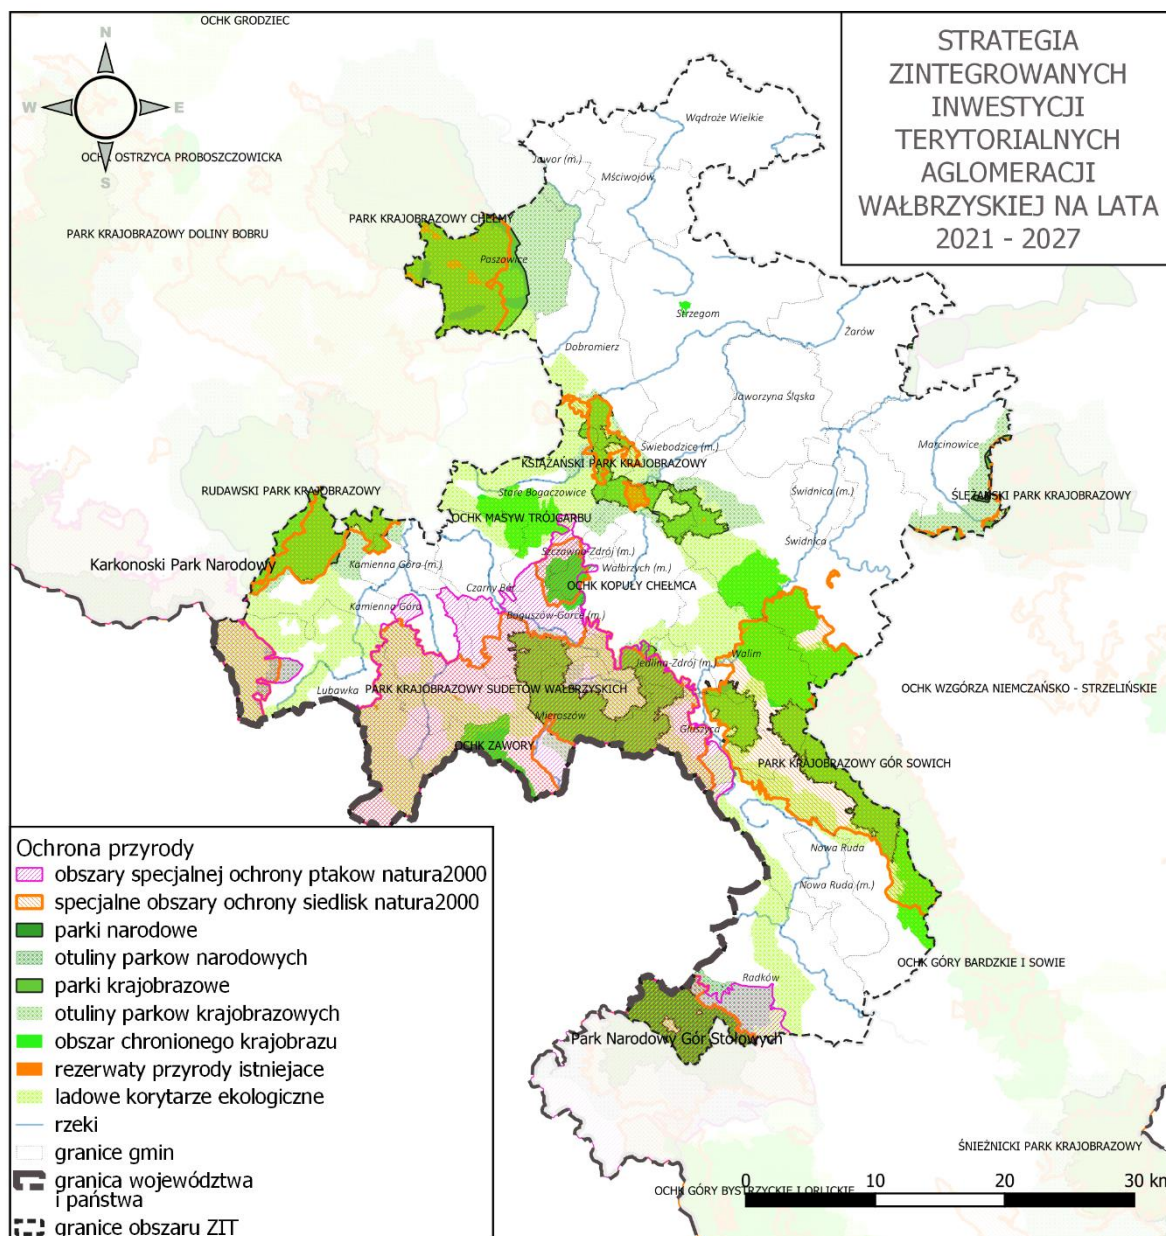 OCHK GRODZIEC
STRATEGIA
ZINTEGROWANYCH
INWESTYCJI
TERYTORIALNYCH
AGLOMERACJI
WAŁBRZYSKIEJ NA LATA
2021 - 2027
N
W
E
S
Wądroże Wielkie
OCHK OSTRZYCA PROBOSZCZOWICKA
Jawor (m.)
Mściwojów
PARK KRAJOBRAZOWY CHEŁMY
PARK KRAJOBRAZOWY DOLINY BOBRU
Paszowice
Strzegom
Żarów
Dobromierz
Jaworzyna Śląska
Marcinowice
Świebodzice (m.)
KSIĄŻAŃSKI PARK KRAJOBRAZOWY
RUDAWSKI PARK KRAJOBRAZOWY
Stare Bogaczowice
Świdnica (m.)
ŚLĘŻAŃSKI PARK KRAJOBRAZOWY
OCHK MASYW TRÓJGARBU
Świdnica
Szczawno-Zdrój (m.)
Karkonoski Park Narodowy
Kamienna Góra (m.)
Wałbrzych (m.)
Czarny Bór
OCHK KOPUŁY CHEŁMCA
Kamienna Góra
Boguszów-Gorce (m.)
Walim
Jedlina-Zdrój (m.)
Lubawka
PARK KRAJOBRAZOWY SUDETÓW WAŁBRZYSKICH
OCHK WZGÓRZA NIEMCZAŃSKO - STRZELIŃSKIE
Mieroszów
Głuszyca
OCHK ZAWORY
PARK KRAJOBRAZOWY GÓR SOWICH
Nowa Ruda
Nowa Ruda (m.)
OCHK GÓRY BARDZKIE I SOWIE
Radków
Park Narodowy Gór Stołowych
ŚNIEŻNICKI PARK KRAJOBRAZOWY
OCHK GÓRY BYSTRZYCKIE I ORLICKIE
0 10 20 30 km
Ochrona przyrody
obszary specjalnej ochrony ptakow natura2000
specjalne obszary ochrony siedlisk natura2000
parki narodowe
otuliny parkow narodowych
parki krajobrazowe
otuliny parkow krajobrazowych
obszar chronionego krajobrazu
rezerwaty przyrody istniejace
ladowe korytarze ekologiczne
rzeki
granice gmin
granica województwa
i państwa
granice obszaru ZIT